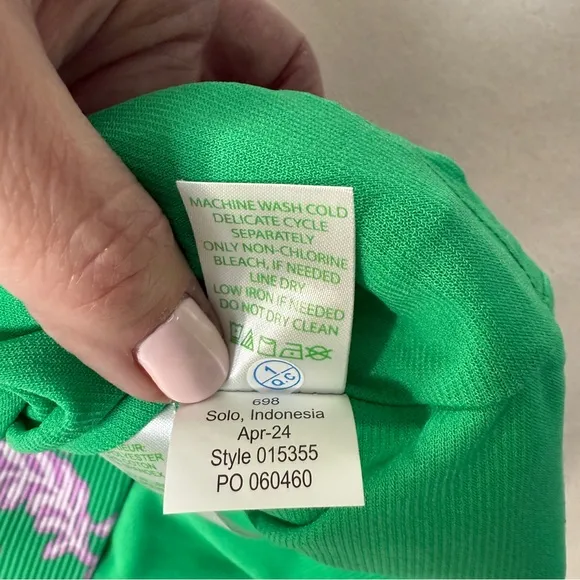 MACHINE WASH COLD
DELICATE CYCLE
SEPARATELY
ONLY NON-CHLORINE
BLEACH, IF NEEDED
LINE DRY
LOW IRON IF NEEDED
DO NOT DRY CLEAN
1
Q.C
698
Solo, Indonesia
Apr-24
Style 015355
PO 060460